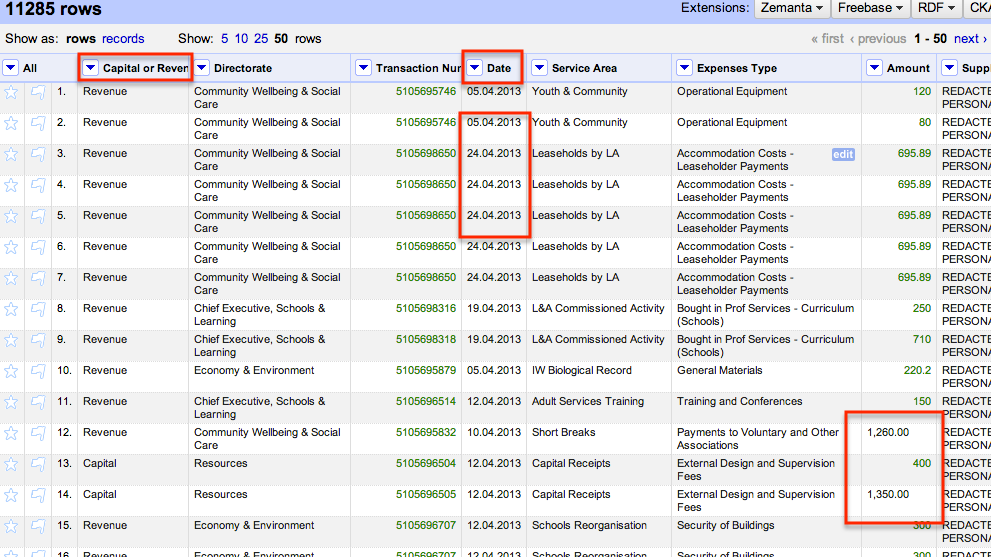 11285 rows
Extensions: Zemanta Freebase RDF CKA
Show as: rows records Show: 5 10 25 50 rows « first ‹ previous 1 - 50 next ›
All Capital or Reven Directorate Transaction Nur Date Service Area Expenses Type Amount Suppl
1. Revenue Community Wellbeing & Social 5105695746 05.04.2013 Youth & Community Operational Equipment 120 REDACTE
Care PERSONA
2. Revenue Community Wellbeing & Social 5105695746 05.04.2013 Youth & Community Operational Equipment 80 REDACTE
Care PERSONA
3. Revenue Community Wellbeing & Social 5105698650 24.04.2013 Leaseholds by LA Accommodation Costs - edit 695.89 REDACTE
Care Leaseholder Payments PERSONA
4. Revenue Community Wellbeing & Social 5105698650 24.04.2013 Leaseholds by LA Accommodation Costs - 695.89 REDACTE
Care Leaseholder Payments PERSONA
5. Revenue Community Wellbeing & Social 5105698650 24.04.2013 Leaseholds by LA Accommodation Costs - 695.89 REDACTE
Care Leaseholder Payments PERSONA
6. Revenue Community Wellbeing & Social 5105698650 24.04.2013 Leaseholds by LA Accommodation Costs - 695.89 REDACTE
Care Leaseholder Payments PERSONA
7. Revenue Community Wellbeing & Social 5105698650 24.04.2013 Leaseholds by LA Accommodation Costs - 695.89 REDACTE
Care Leaseholder Payments PERSONA
8. Revenue Chief Executive, Schools & 5105698316 19.04.2013 L&A Commissioned Activity Bought in Prof Services - Curriculum 250 REDACTE
Learning (Schools) PERSONA
9. Revenue Chief Executive, Schools & 5105698318 19.04.2013 L&A Commissioned Activity Bought in Prof Services - Curriculum 710 REDACTE
Learning (Schools) PERSONA
10. Revenue Economy & Environment 5105695879 05.04.2013 IW Biological Record General Materials 220.2 REDACTE
PERSONA
11. Revenue Chief Executive, Schools & 5105696514 12.04.2013 Adult Services Training Training and Conferences 150 REDACTE
Learning PERSONA
12. Revenue Community Wellbeing & Social 5105695832 10.04.2013 Short Breaks Payments to Voluntary and Other 1,260.00 REDACTE
Care Associations PERSONA
13. Capital Resources 5105696504 12.04.2013 Capital Receipts External Design and Supervision 400 REDACTE
Fees PERSONA
14. Capital Resources 5105696505 12.04.2013 Capital Receipts External Design and Supervision 1,350.00 REDACTE
Fees PERSONA
15. Revenue Economy & Environment 5105696707 12.04.2013 Schools Reorganisation Security of Buildings 300 REDACTE
PERSONA
16. Revenue Economy & Environment 5105696707 12.04.2013 Schools Reorganisation Security of Buildings 300 REDACTE